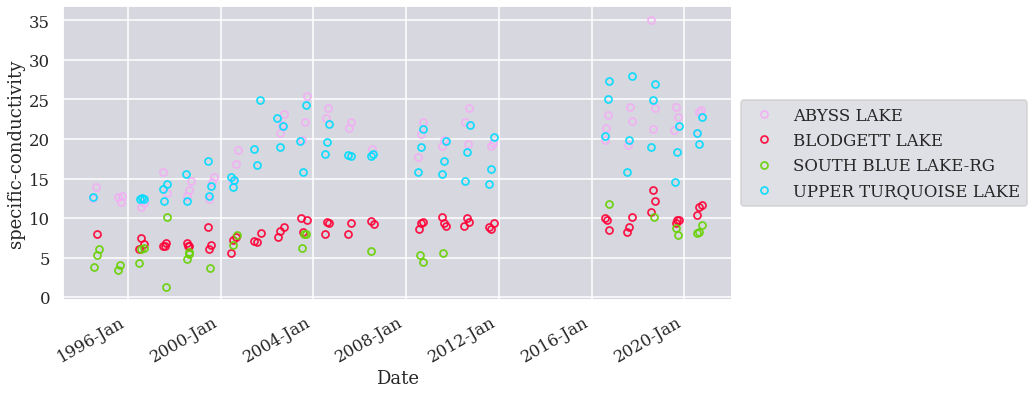 35
30
25
20
15
10
5
0
specific-conductivity
1996-Jan
2000-Jan
2004-Jan
2008-Jan
2012-Jan
2016-Jan
2020-Jan
Date
ABYSS LAKE
BLODGETT LAKE
SOUTH BLUE LAKE-RG
UPPER TURQUOISE LAKE